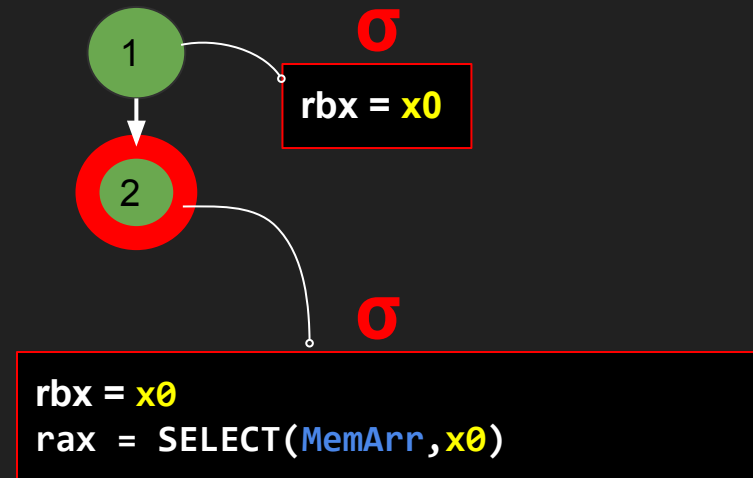 1
σ
rbx = x0
2
σ
rbx = x0
rax = SELECT(MemArr,x0)